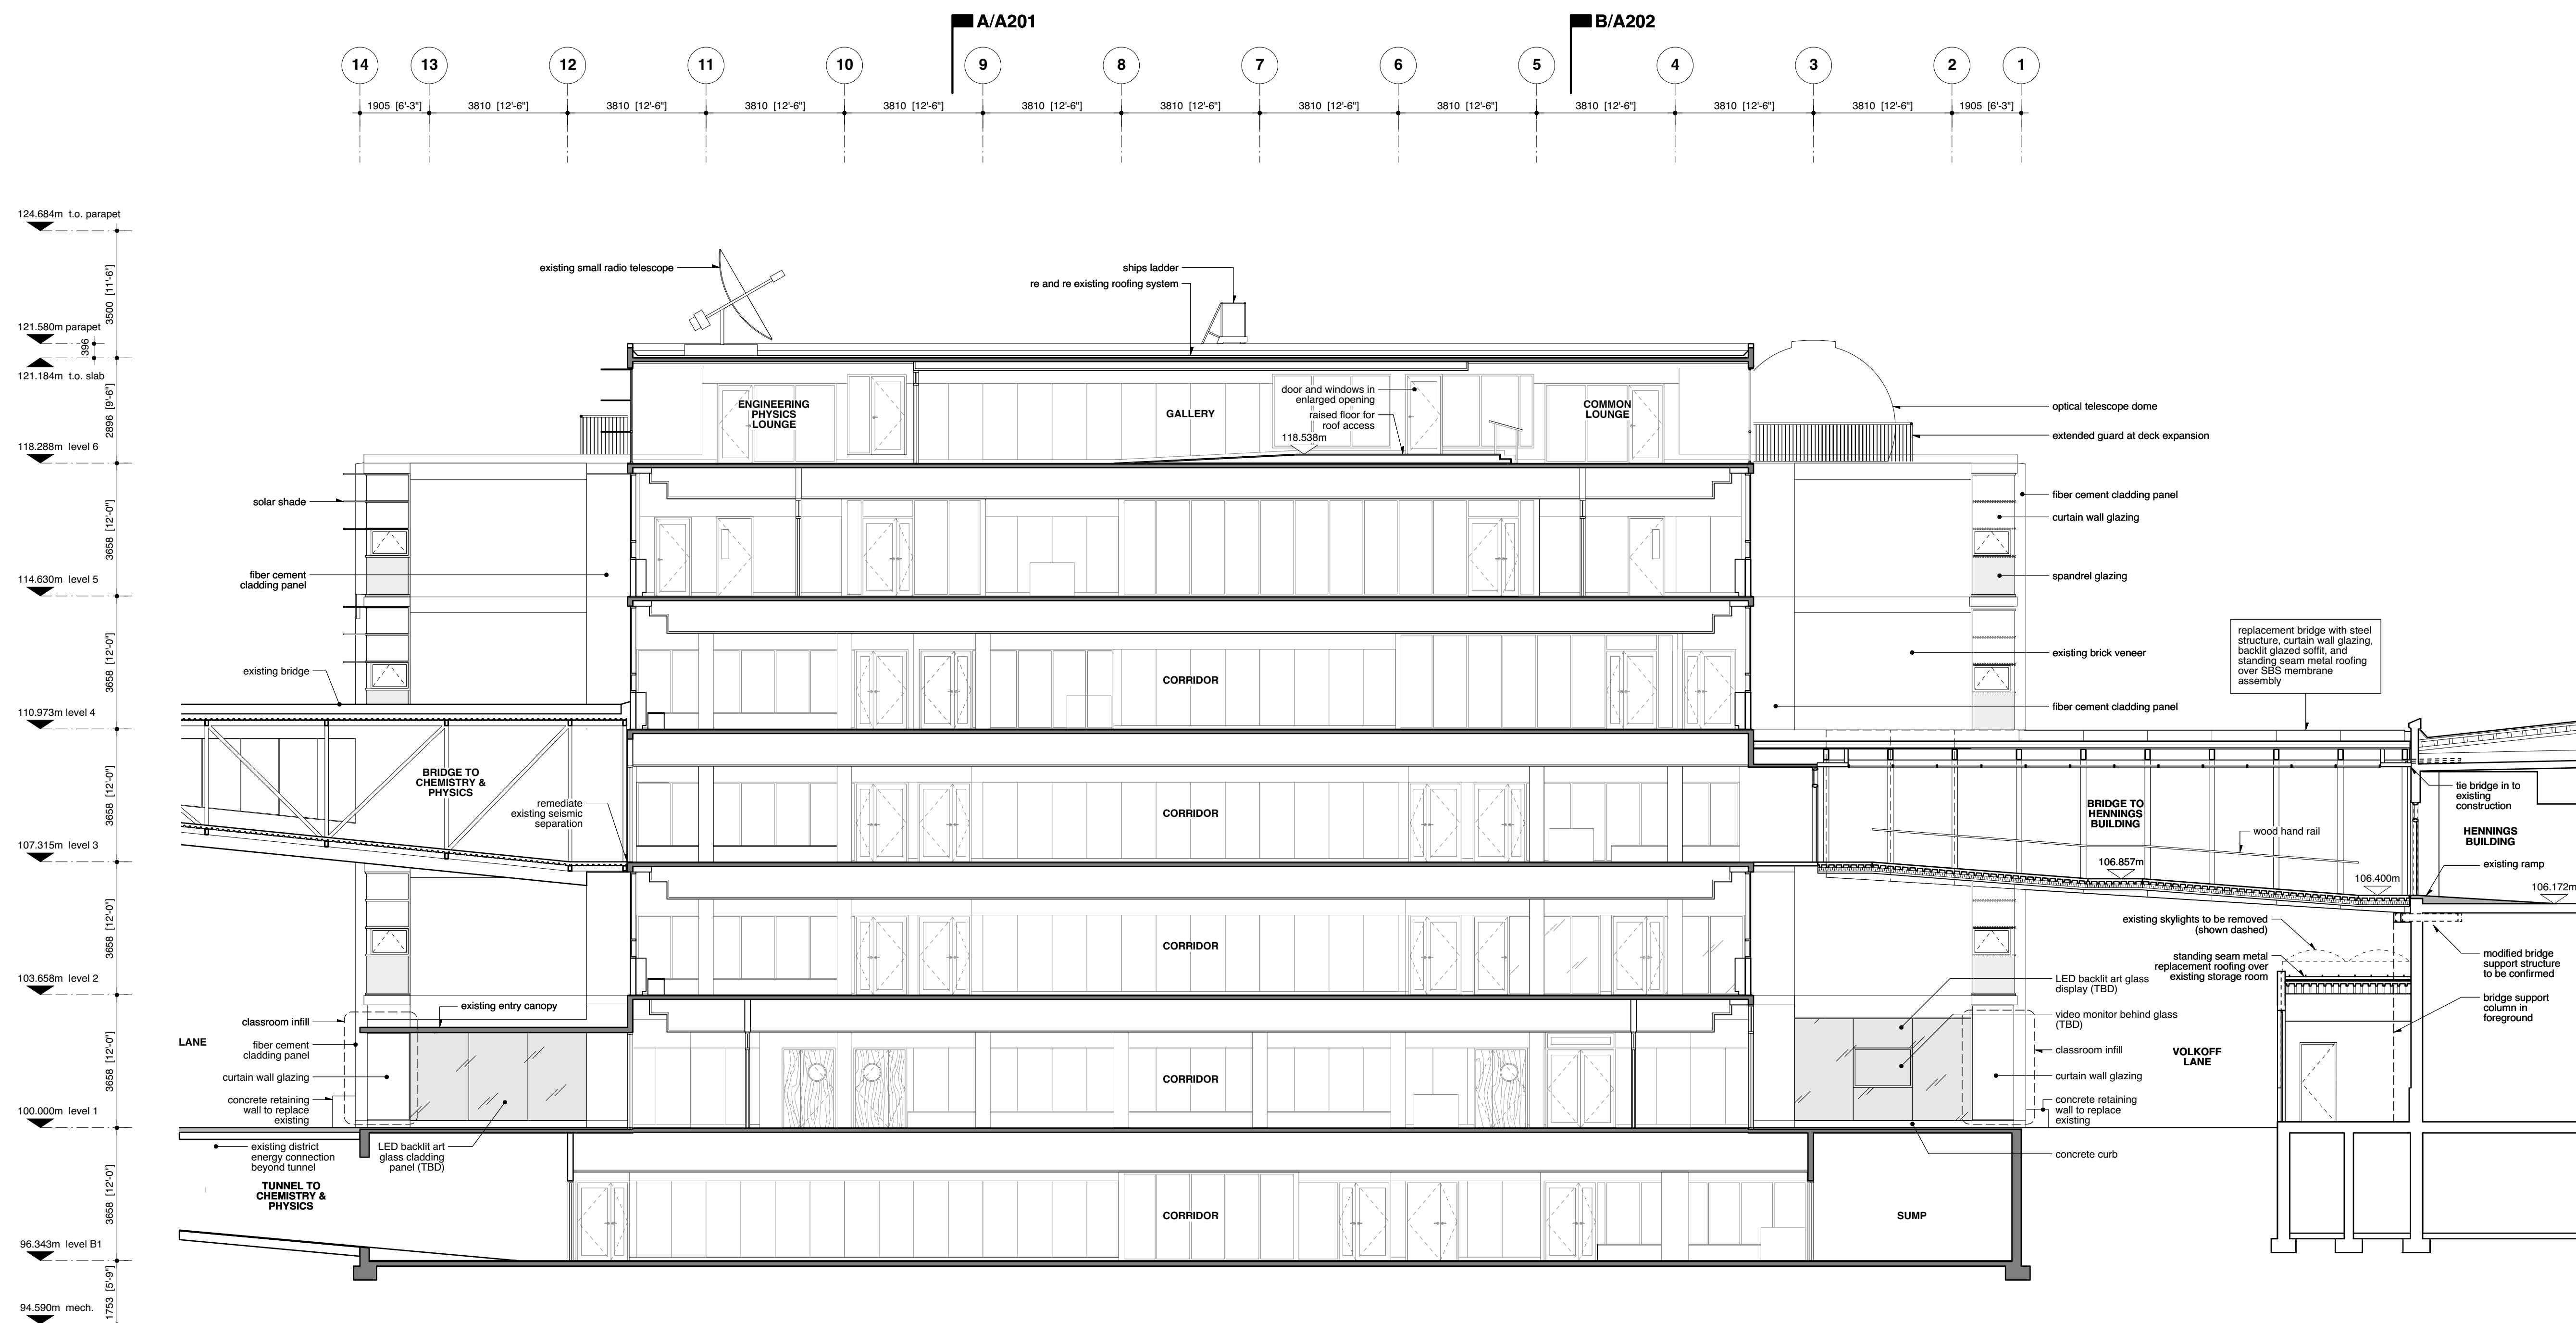 A/A201
B/A202
14 13 12 11 10 9 8 7 6 5 4 3 2 1
1905 [6'-3"] 3810 [12'-6"] 3810 [12'-6"] 3810 [12'-6"] 3810 [12'-6"] 3810 [12'-6"] 3810 [12'-6"] 3810 [12'-6"] 3810 [12'-6"] 3810 [12'-6"] 3810 [12'-6"] 3810 [12'-6"] 1905 [6'-3"]
124.684m t.o. parapet
3500 [11'-6"]
121.580m parapet
396
121.184m t.o. slab
2896 [9'-6"]
118.288m level 6
3658 [12'-0"]
114.630m level 5
3658 [12'-0"]
110.973m level 4
3658 [12'-0"]
107.315m level 3
3658 [12'-0"]
103.658m level 2
3658 [12'-0"]
100.000m level 1
3658 [12'-0"]
96.343m level B1
1753 [5'-9"]
94.590m mech.
existing small radio telescope
ships ladder
re and re existing roofing system
ENGINEERING
PHYSICS
LOUNGE
GALLERY
door and windows in
enlarged opening
raised floor for
roof access
118.538m
COMMON
LOUNGE
optical telescope dome
extended guard at deck expansion
solar shade
fiber cement
cladding panel
existing bridge
fiber cement cladding panel
curtain wall glazing
spandrel glazing
existing brick veneer
fiber cement cladding panel
replacement bridge with steel
structure, curtain wall glazing,
backlit glazed soffit, and
standing seam metal roofing
over SBS membrane
assembly
CORRIDOR
BRIDGE TO
CHEMISTRY &
PHYSICS
remediate
existing seismic
separation
CORRIDOR
BRIDGE TO
HENNINGS
BUILDING
wood hand rail
106.857m
106.400m
tie bridge in to
existing
construction
HENNINGS
BUILDING
existing ramp
106.172m
CORRIDOR
existing skylights to be removed
(shown dashed)
standing seam metal
replacement roofing over
existing storage room
modified bridge
support structure
to be confirmed
bridge support
column in
foreground
LED backlit art glass
display (TBD)
video monitor behind glass
(TBD)
classroom infill
curtain wall glazing
concrete retaining
wall to replace
existing
concrete curb
VOLKOFF
LANE
existing entry canopy
classroom infill
LANE
fiber cement
cladding panel
curtain wall glazing
concrete retaining
wall to replace
existing
existing district
energy connection
beyond tunnel
LED backlit art
glass cladding
panel (TBD)
CORRIDOR
TUNNEL TO
CHEMISTRY &
PHYSICS
CORRIDOR
SUMP